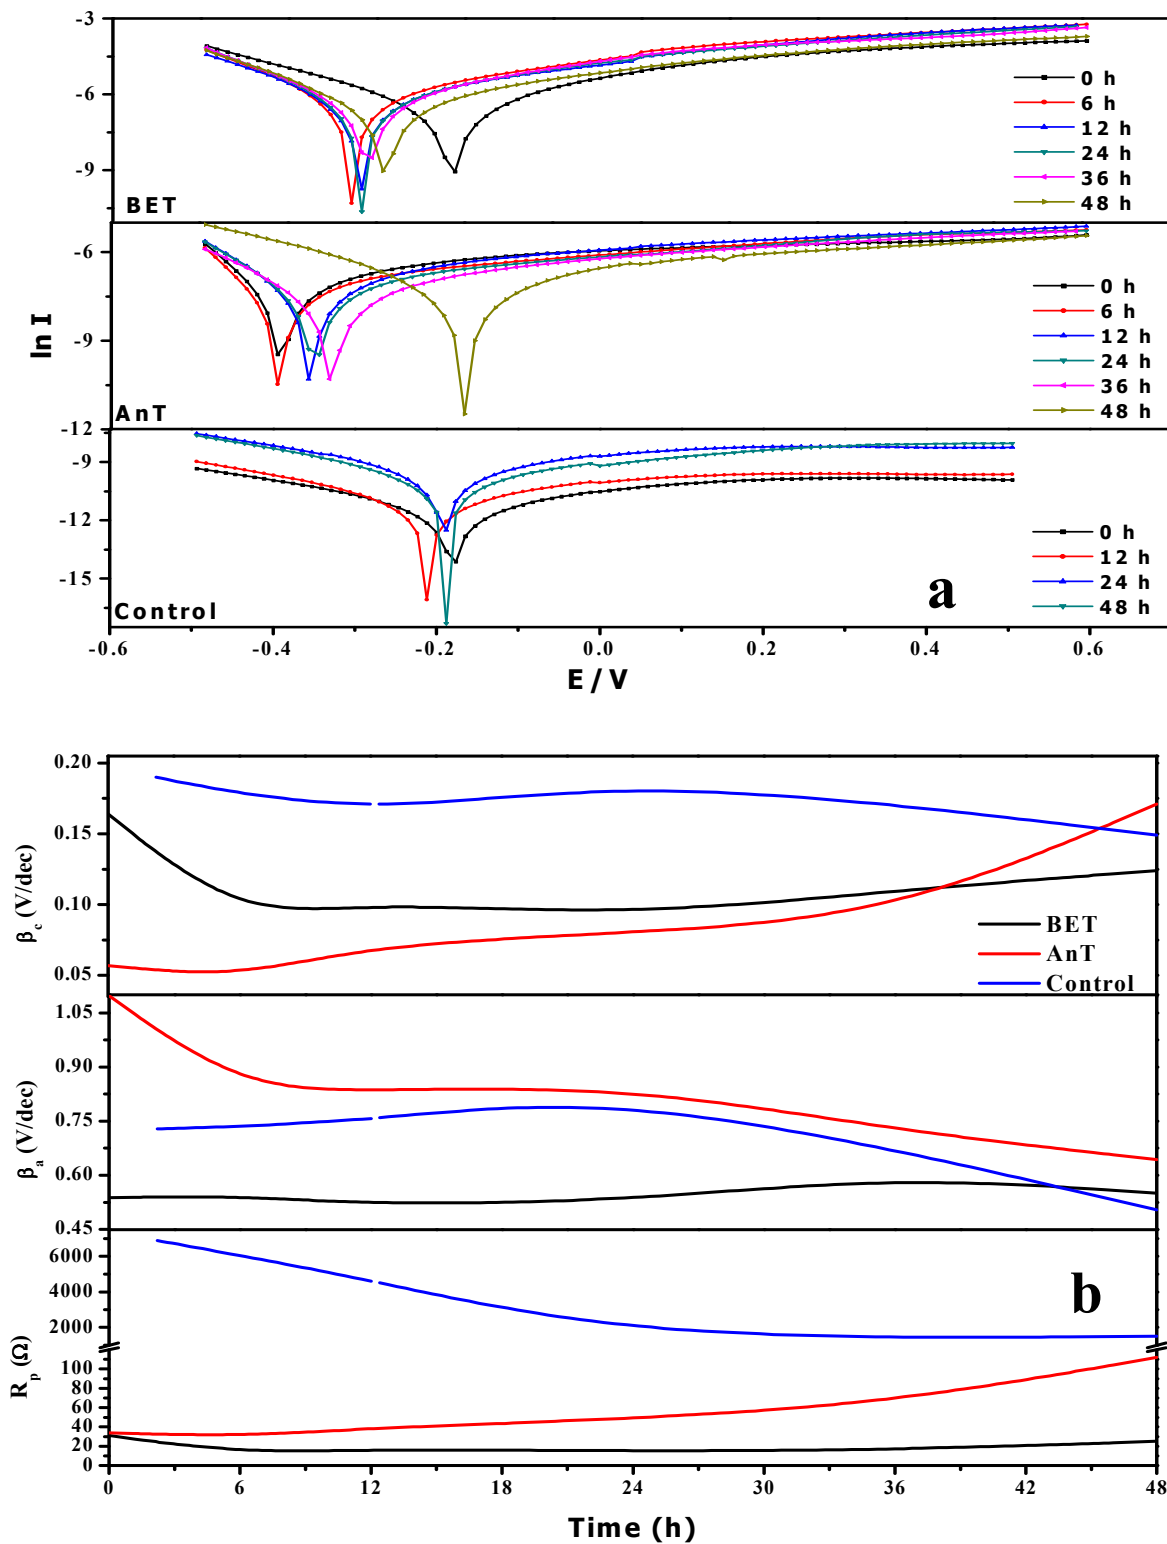 -3
-6
-9
BET
0 h
6 h
12 h
24 h
36 h
48 h
ln I
-6
-9
-12
AnT
0 h
6 h
12 h
24 h
36 h
48 h
-9
-12
-15
Control
0 h
12 h
24 h
48 h
a
-0.6 -0.4 -0.2 0.0 0.2 0.4 0.6
E / V
0.20
0.15
0.10
0.05
βc (V/dec)
BET
AnT
Control
1.05
0.90
0.75
0.60
0.45
βa (V/dec)
6000
4000
2000
100
80
60
40
20
0
Rp (Ω)
b
0 6 12 18 24 30 36 42 48
Time (h)